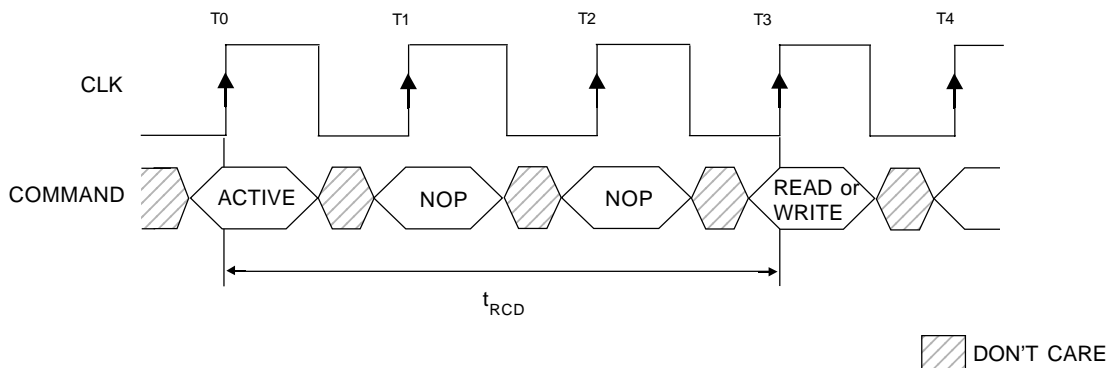 T0 T1 T2 T3 T4
CLK
COMMAND ACTIVE NOP NOP READ or
WRITE
tRCD
DON'T CARE